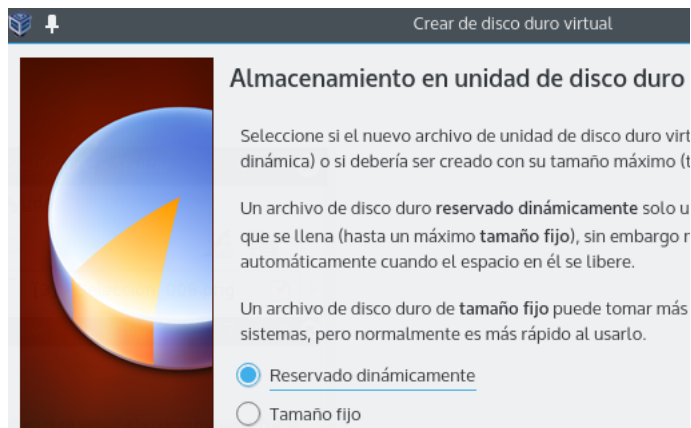 Crear de disco duro virtual
Almacenamiento en unidad de disco duro
Seleccione si el nuevo archivo de unidad de disco duro virt
dinámica) o si debería ser creado con su tamaño máximo (t
Un archivo de disco duro reservado dinámicamente solo u
que se llena (hasta un máximo tamaño fijo), sin embargo n
automáticamente cuando el espacio en él se libere.
Un archivo de disco duro de tamaño fijo puede tomar más
sistemas, pero normalmente es más rápido al usarlo.
Reservado dinámicamente
Tamaño fijo